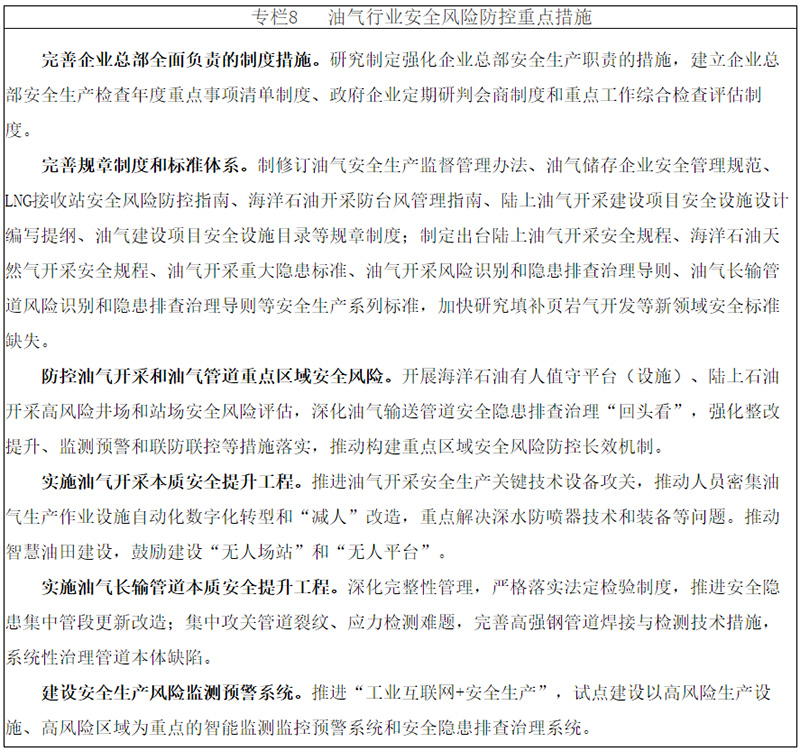 专栏8 油气行业安全风险防控重点措施
完善企业总部全面负责的制度措施。研究制定强化企业总部安全生产职责的措施，建立企业总
部安全生产检查年度重点事项清单制度、政府企业定期研判会商制度和重点工作综合检查评估制
度。
完善规章制度和标准体系。制修订油气安全生产监督管理办法、油气储存企业安全管理规范、
LNG接收站安全风险防控指南、海洋石油开采防台风管理指南、陆上油气开采建设项目安全设施设计
编写提纲、油气建设项目安全设施目录等规章制度；制定出台陆上油气开采安全规程、海洋石油天
然气开采安全规程、油气开采重大隐患标准、油气开采风险识别和隐患排查治理导则、油气长输管
道风险识别和隐患排查治理导则等安全生产系列标准，加快研究填补页岩气开发等新领域安全标准
缺失。
防控油气开采和油气管道重点区域安全风险。开展海洋石油有人值守平台（设施）、陆上石油
开采高风险井场和站场安全风险评估，深化油气输送管道安全隐患排查治理“回头看”，强化整改
提升、监测预警和联防联控等措施落实，推动构建重点区域安全风险防控长效机制。
实施油气开采本质安全提升工程。推进油气开采安全生产关键技术设备攻关，推动人员密集油
气生产作业设施自动化数字化转型和“减人”改造，重点解决深水防喷器技术和装备等问题。推动
智慧油田建设，鼓励建设“无人场站”和“无人平台”。
实施油气长输管道本质安全提升工程。深化完整性管理，严格落实法定检验制度，推进安全隐
患集中管段更新改造；集中攻关管道裂纹、应力检测难题，完善高强钢管道焊接与检测技术措施，
系统性治理管道本体缺陷。
建设安全生产风险监测预警系统。推进“工业互联网+安全生产”，试点建设以高风险生产设
施、高风险区域为重点的智能监测监控预警系统和安全隐患排查治理系统。